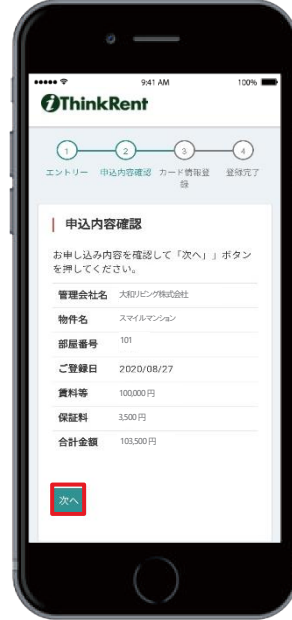 9:41 AM 100%
iThinkRent
1 2 3 4
エントリー 申込内容確認 カード情報登 登録完了
録
申込内容確認
お申し込み内容を確認して「次へ」」ボタン
を押してください。
管理会社名 大和リビング株式会社
物件名 スマイルマンション
部屋番号 101
ご登録日 2020/08/27
賃料等 100,000円
保証料 3,500円
合計金額 103,500円
次へ